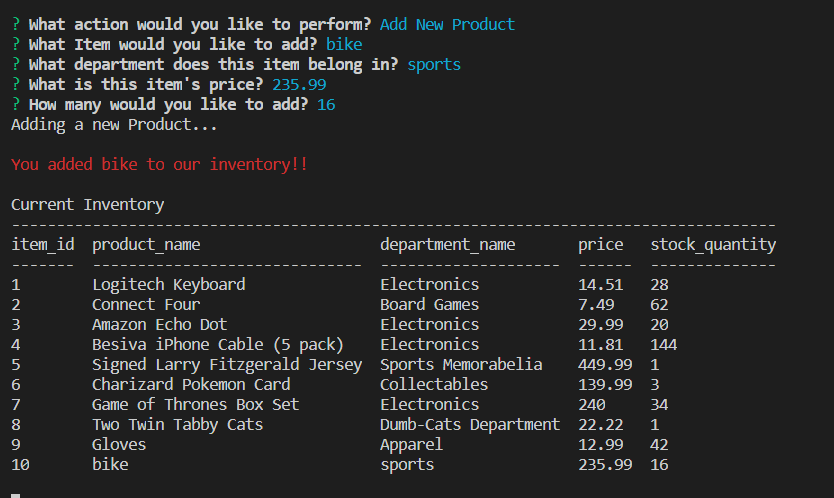 ? What action would you like to perform? Add New Product
? What Item would you like to add? bike
? What department does this item belong in? sports
? What is this item's price? 235.99
? How many would you like to add? 16
Adding a new Product...
You added bike to our inventory!!
Current Inventory
-------------------------------------------------------------------------------------
item_id  product_name                    department_name       price   stock_quantity
-------  ------------------------------  --------------------  ------  --------------
1        Logitech Keyboard               Electronics           14.51   28
2        Connect Four                    Board Games           7.49    62
3        Amazon Echo Dot                 Electronics           29.99   20
4        Besiva iPhone Cable (5 pack)    Electronics           11.81   144
5        Signed Larry Fitzgerald Jersey  Sports Memorabelia    449.99  1
6        Charizard Pokemon Card          Collectables          139.99  3
7        Game of Thrones Box Set         Electronics           240     34
8        Two Twin Tabby Cats             Dumb-Cats Department  22.22   1
9        Gloves                          Apparel               12.99   42
10       bike                            sports                235.99  16